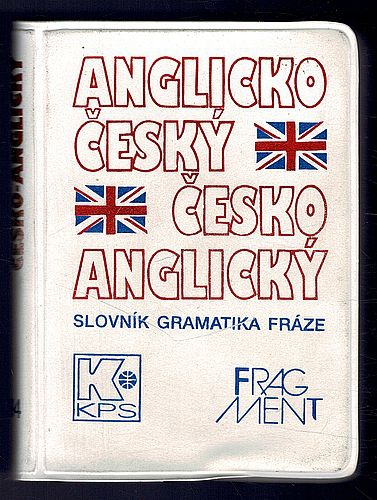 ANGLICKO
ČESKÝ
ČESKO
ANGLICKÝ
SLOVNÍK GRAMATIKA FRÁZE
K
KPS
FRAG
MENT
ČESKO-ANGLICKÝ